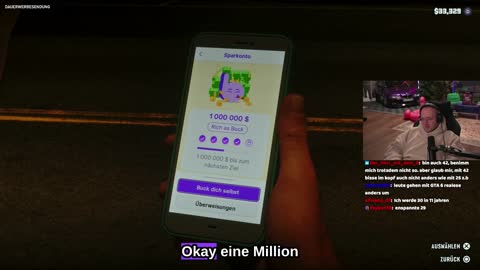 DAUERWERBESENDUNG
$33,329
Sparkonto
1 000 000 $
Rich as Buck
1 000 000 $ bis zum
nächsten Ziel
Buck dich selbst
Überweisungen
bin auch 42, benimm
mich trotzdem nicht so. aber glaub mir, mit 42
bisse im kopf auch nicht anders wie mit 25 z.b
leute gehen mit GTA 6 realese
anders um
ich werde 30 in 11 jahren
enspannte 29
Okay eine Million
AUSWÄHLEN
ZURÜCK